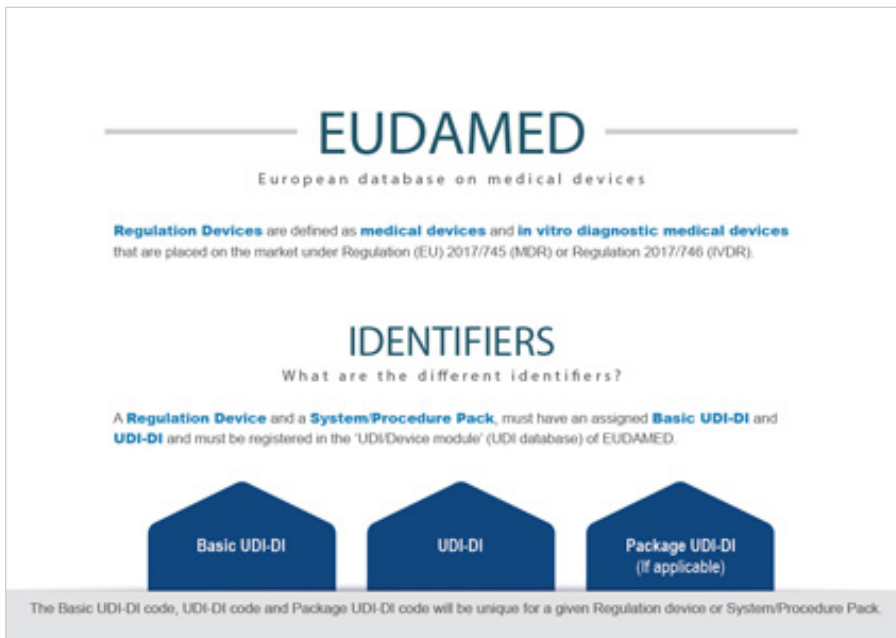 EUDAMED
European database on medical devices
Regulation Devices are defined as medical devices and in vitro diagnostic medical devices
that are placed on the market under Regulation (EU) 2017/745 (MDR) or Regulation 2017/746 (IVDR).
IDENTIFIERS
What are the different identifiers?
A Regulation Device and a System/Procedure Pack, must have an assigned Basic UDI-DI and
UDI-DI and must be registered in the 'UDI/Device module' (UDI database) of EUDAMED.
Basic UDI-DI
UDI-DI
Package UDI-DI
(If applicable)
The Basic UDI-DI code, UDI-DI code and Package UDI-DI code will be unique for a given Regulation device or System/Procedure Pack.